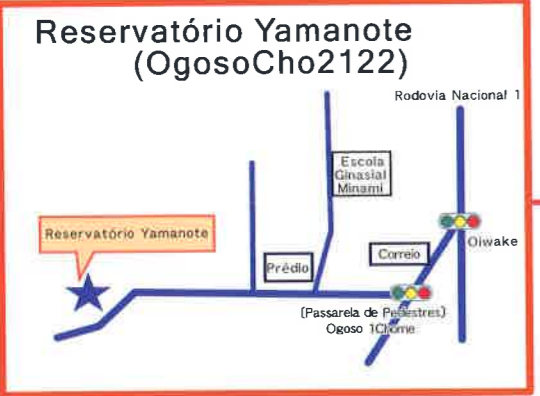 Reservatório Yamanote
(OgosoCho2122)
Rodovia Nacional 1
Escola
Ginasial
Minami
Reservatório Yamanote
Oiwake
Correio
Prédio
(Passarela de Pedestres)
Ogoso 1Chome